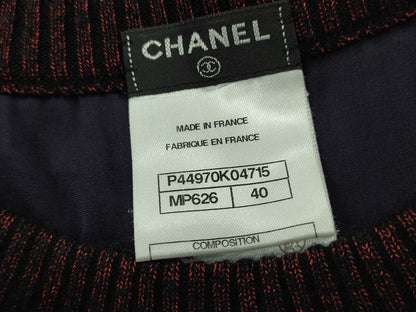 CHANEL
MADE IN FRANCE
FABRIQUE EN FRANCE
P44970K04715
MP626 40
COMPOSITION